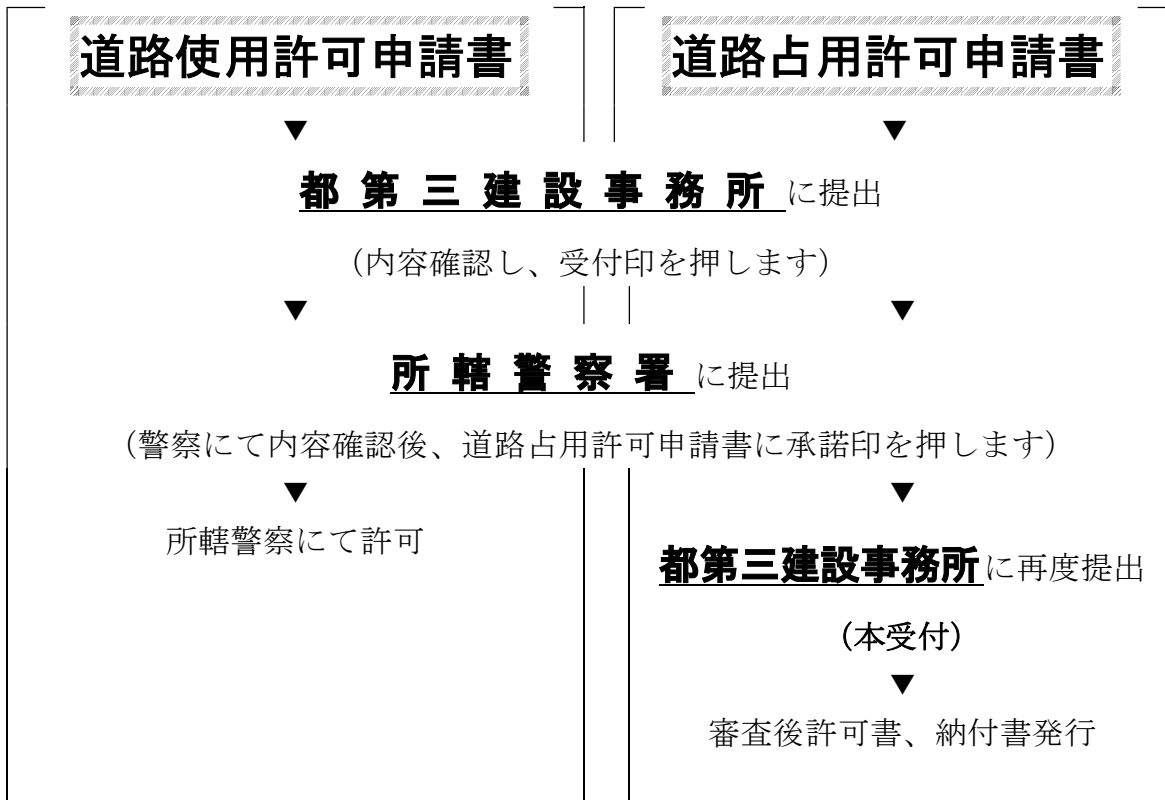 道路使用許可申請書
道路占用許可申請書
▼ ▼
都第三建設事務所に提出
(内容確認し、受付印を押します)
▼ ▼
所轄警察署に提出
(警察にて内容確認後、道路占用許可申請書に承諾印を押します)
▼ ▼
所轄警察にて許可
都第三建設事務所に再度提出
(本受付)
▼
審査後許可書、納付書発行